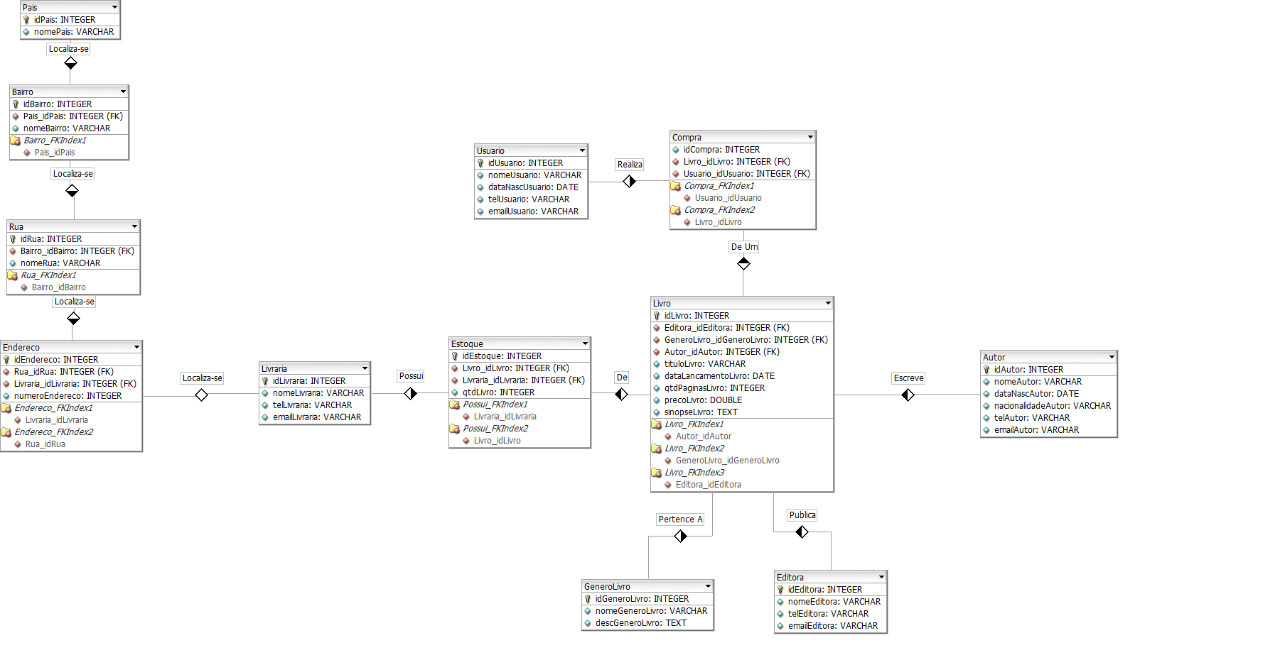 Pais
idPais: INTEGER
nomePais: VARCHAR
Localiza-se
Bairro
idBairro: INTEGER
Pais_idPais: INTEGER (FK)
nomeBairro: VARCHAR
Bairro_FKIndex1
Pais_idPais
Localiza-se
Rua
idRua: INTEGER
Bairro_idBairro: INTEGER (FK)
nomeRua: VARCHAR
Rua_FKIndex1
Bairro_idBairro
Localiza-se
Endereco
idEndereco: INTEGER
Rua_idRua: INTEGER (FK)
Livraria_idLivraria: INTEGER (FK)
numeroEndereco: INTEGER
Endereco_FKIndex1
Livraria_idLivraria
Endereco_FKIndex2
Rua_idRua
Localiza-se
Livraria
idLivraria: INTEGER
nomeLivraria: VARCHAR
telLivraria: VARCHAR
emailLivraria: VARCHAR
Possui
Estoque
idEstoque: INTEGER
Livro_idLivro: INTEGER (FK)
Livraria_idLivraria: INTEGER (FK)
qtdLivro: INTEGER
Possui_FKIndex1
Livraria_idLivraria
Possui_FKIndex2
Livro_idLivro
De
Usuario
idUsuario: INTEGER
nomeUsuario: VARCHAR
dataNascUsuario: DATE
telUsuario: VARCHAR
emailUsuario: VARCHAR
Realiza
Compra
idCompra: INTEGER
Livro_idLivro: INTEGER (FK)
Usuario_idUsuario: INTEGER (FK)
Compra_FKIndex1
Usuario_idUsuario
Compra_FKIndex2
Livro_idLivro
De Um
Livro
idLivro: INTEGER
Editora_idEditora: INTEGER (FK)
GeneroLivro_idGeneroLivro: INTEGER (FK)
Autor_idAutor: INTEGER (FK)
tituloLivro: VARCHAR
dataLancamentoLivro: DATE
qtdPaginasLivro: INTEGER
precoLivro: DOUBLE
sinopseLivro: TEXT
Livro_FKIndex1
Autor_idAutor
Livro_FKIndex2
GeneroLivro_idGeneroLivro
Livro_FKIndex3
Editora_idEditora
Escreve
Autor
idAutor: INTEGER
nomeAutor: VARCHAR
dataNascAutor: DATE
nacionalidadeAutor: VARCHAR
telAutor: VARCHAR
emailAutor: VARCHAR
Pertence A
GeneroLivro
idGeneroLivro: INTEGER
nomeGeneroLivro: VARCHAR
descGeneroLivro: TEXT
Publica
Editora
idEditora: INTEGER
nomeEditora: VARCHAR
telEditora: VARCHAR
emailEditora: VARCHAR